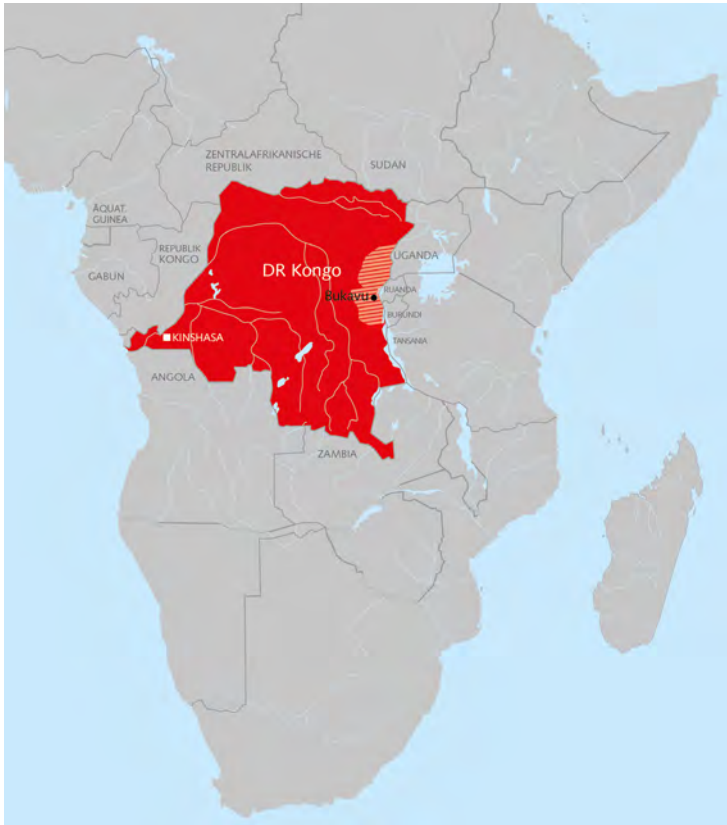 ZENTRALAFRIKANISCHE
REPUBLIK
SUDAN
ÄQUAT.
GUINEA
REPUBLIK
KONGO
UGANDA
GABUN
DR Kongo
RUANDA
Bukavu
BURUNDI
KINSHASA
TANSANIA
ANGOLA
ZAMBIA